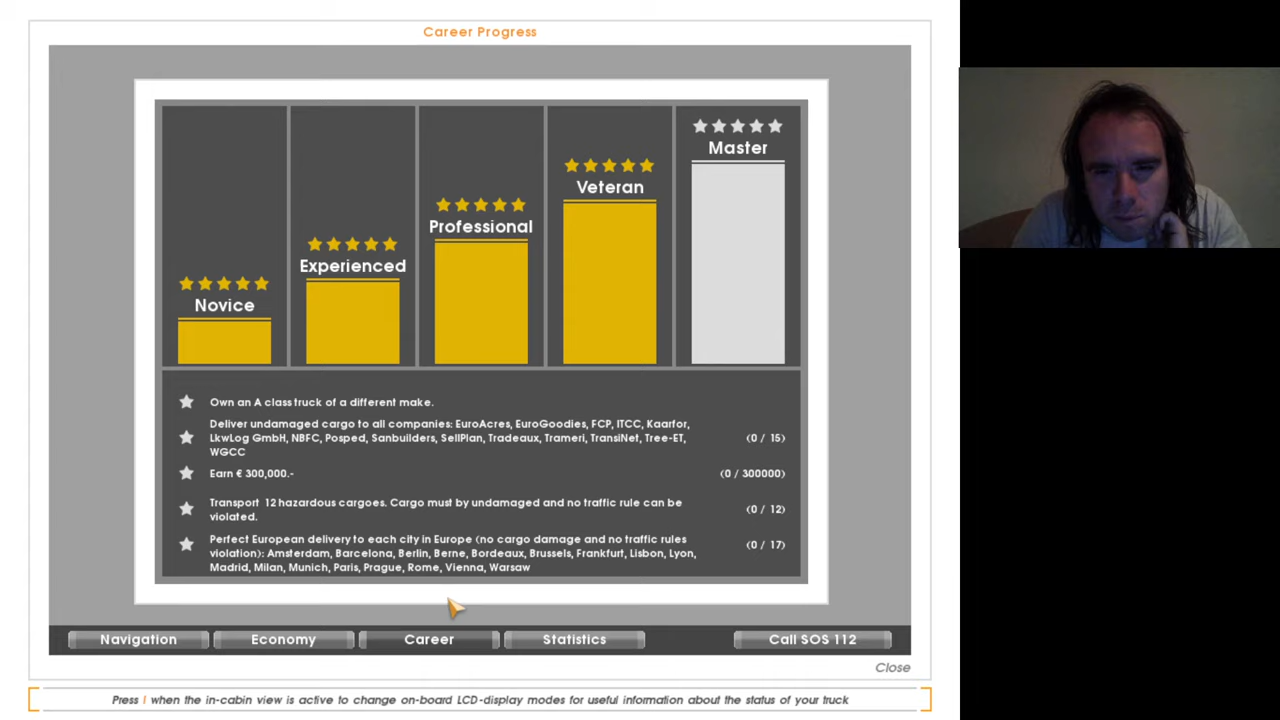 Career Progress
Master
Veteran
Professional
Experienced
Novice
Own an A class truck of a different make.
Deliver undamaged cargo to all companies: EuroAcres, EuroGoodies, FCP, ITCC, Kaarfor,
LkwLog GmbH, NBFC, Posped, Sanbuilders, SellPlan, Tradeaux, Trameri, TransiNet, Tree-ET,
WGCC
(0 / 15)
Earn € 300,000.-
(0 / 300000)
Transport 12 hazardous cargoes. Cargo must by undamaged and no traffic rule can be
violated.
(0 / 12)
Perfect European delivery to each city in Europe (no cargo damage and no traffic rules
violation): Amsterdam, Barcelona, Berlin, Berne, Bordeaux, Brussels, Frankfurt, Lisbon, Lyon,
Madrid, Milan, Munich, Paris, Prague, Rome, Vienna, Warsaw
(0 / 17)
Navigation
Economy
Career
Statistics
Call SOS 112
Close
Press I when the in-cabin view is active to change on-board LCD-display modes for useful information about the status of your truck